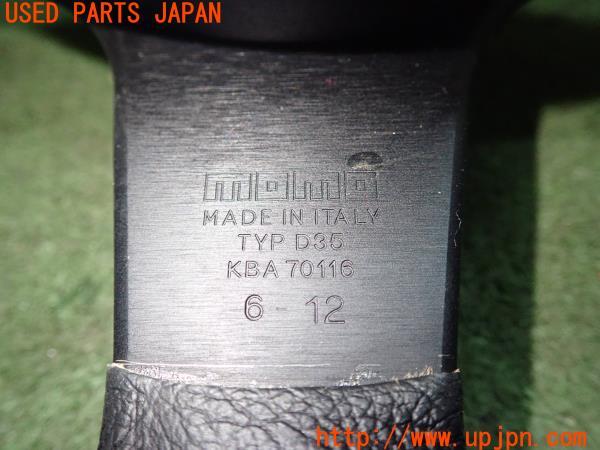 USED PARTS JAPAN
momo
MADE IN ITALY
TYP D35
KBA 70116
6-12
http://www.upjpn.com/